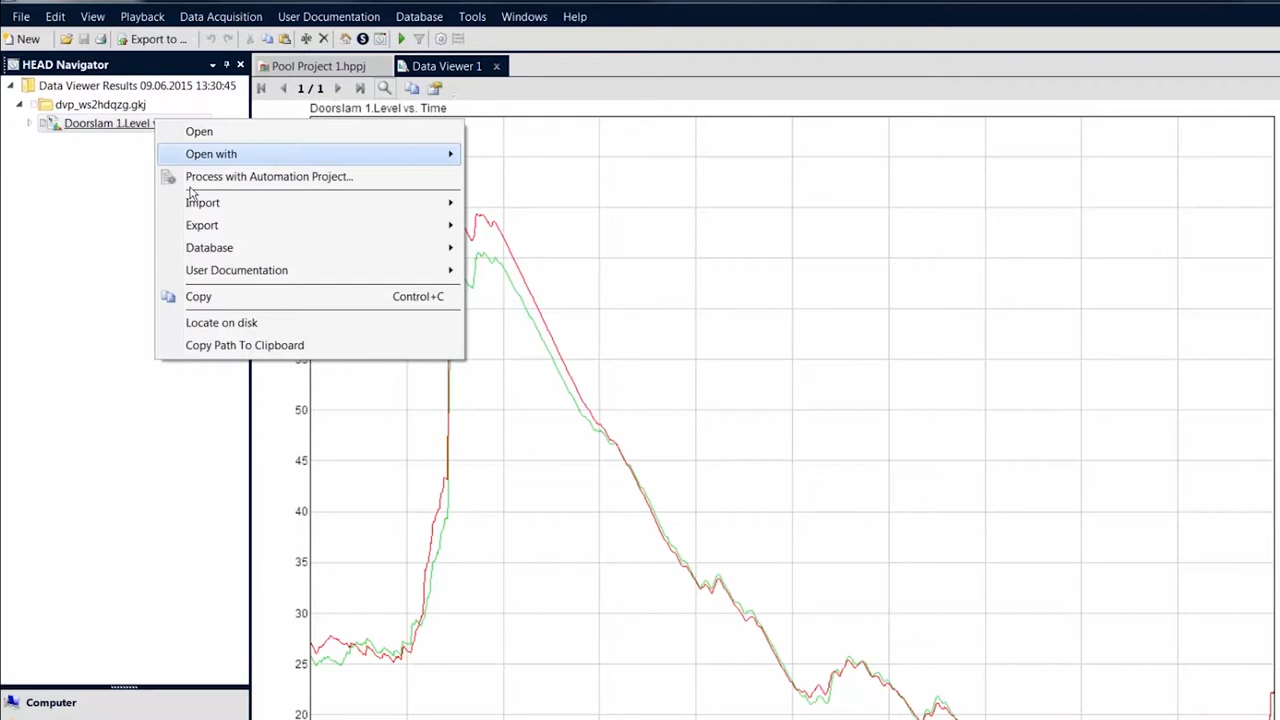 File Edit View Playback Data Acquisition User Documentation Database Tools Windows Help
New Export to ...
HEAD Navigator
Data Viewer Results 09.06.2015 13:30:45
dvp_ws2hdqzg.gkj
Doorslam 1.Level
Open
Open with
Process with Automation Project...
Import
Export
Database
User Documentation
Copy Control+C
Locate on disk
Copy Path To Clipboard
Computer
Pool Project 1.hppj Data Viewer 1
1 / 1
Doorslam 1.Level vs. Time
50
45
40
35
30
25
20